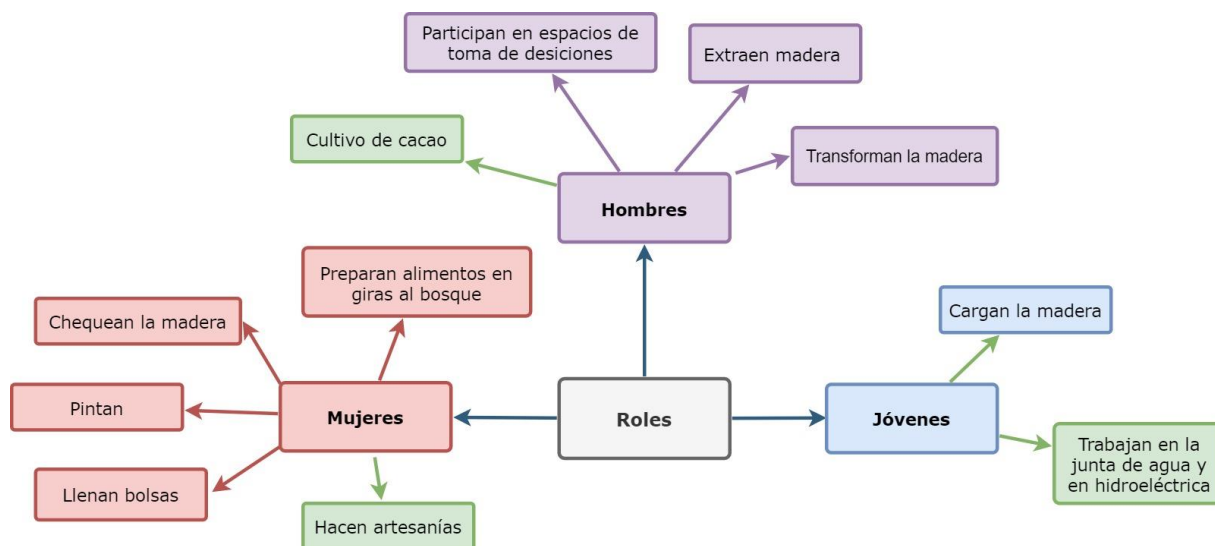 Participan en espacios de
toma de desiciones
Extraen madera
Cultivo de cacao
Transforman la madera
Hombres
Preparan alimentos en
giras al bosque
Chequean la madera
Cargan la madera
Pintan
Mujeres
Roles
Jóvenes
Trabajan en la
junta de agua y
en hidroeléctrica
Llenan bolsas
Hacen artesanías